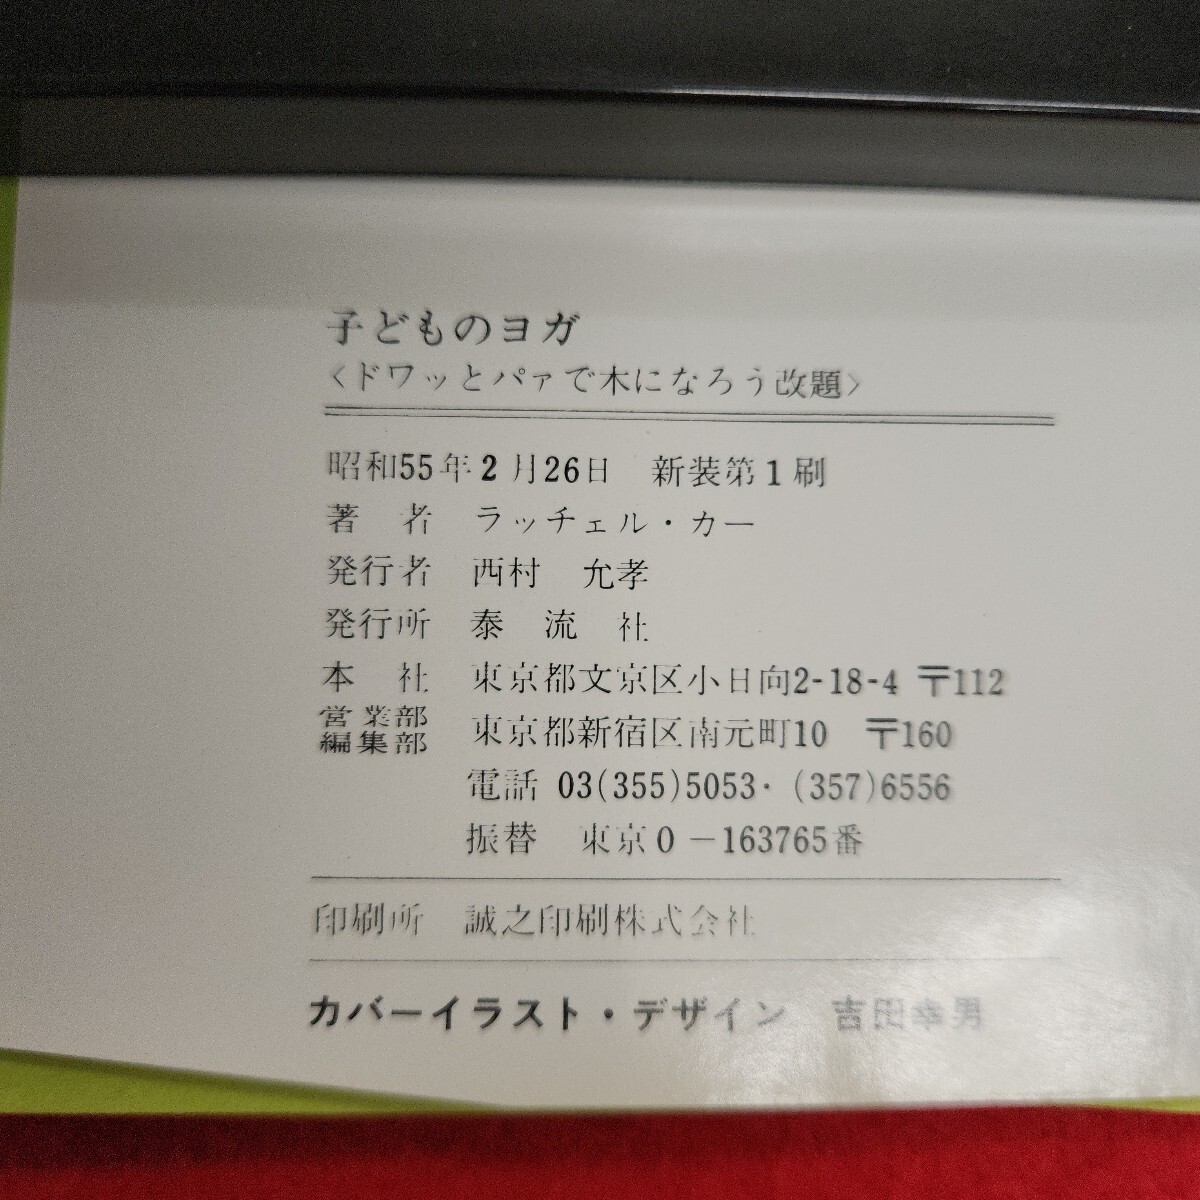 子どものヨガ
〈ドワッとパァで木になろう改題〉
昭和55年2月26日 新装第1刷
著者 ラッチェル・カー
発行者 西村 允孝
発行所 泰流社
本社 東京都文京区小日向2-18-4 〒112
営業部
編集部 東京都新宿区南元町10 〒160
電話 03(355)5053・(357)6556
振替 東京0-163765番
印刷所 誠之印刷株式会社
カバーイラスト・デザイン 吉田幸男